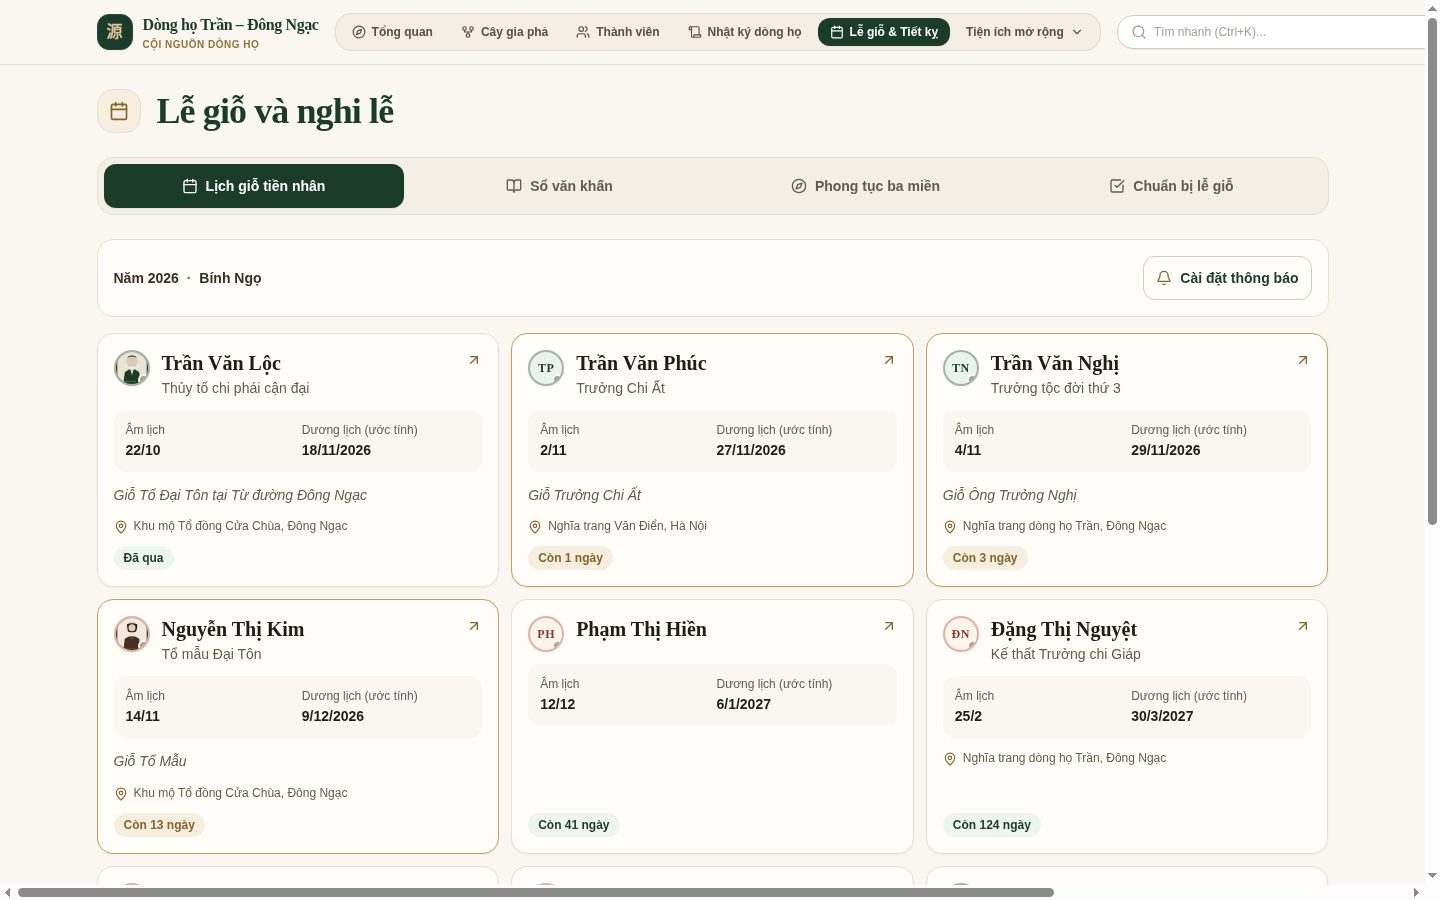 源
Dòng họ Trần – Đông Ngạc
CỘI NGUỒN DÒNG HỌ
Tổng quan
Cây gia phả
Thành viên
Nhật ký dòng họ
Lễ giỗ & Tiết kỵ
Tiện ích mở rộng
Tìm nhanh (Ctrl+K)...
Lễ giỗ và nghi lễ
Lịch giỗ tiền nhân
Sổ văn khấn
Phong tục ba miền
Chuẩn bị lễ giỗ
Năm 2026 · Bính Ngọ
Cài đặt thông báo
Trần Văn Lộc
Thủy tổ chi phái cận đại
Âm lịch
Dương lịch (ước tính)
22/10
18/11/2026
Giỗ Tổ Đại Tôn tại Từ đường Đông Ngạc
Khu mộ Tổ đồng Cửa Chùa, Đông Ngạc
Đã qua
TP
Trần Văn Phúc
Trưởng Chi Ất
Âm lịch
Dương lịch (ước tính)
2/11
27/11/2026
Giỗ Trưởng Chi Ất
Nghĩa trang Văn Điển, Hà Nội
Còn 1 ngày
TN
Trần Văn Nghị
Trưởng tộc đời thứ 3
Âm lịch
Dương lịch (ước tính)
4/11
29/11/2026
Giỗ Ông Trưởng Nghị
Nghĩa trang dòng họ Trần, Đông Ngạc
Còn 3 ngày
Nguyễn Thị Kim
Tổ mẫu Đại Tôn
Âm lịch
Dương lịch (ước tính)
14/11
9/12/2026
Giỗ Tổ Mẫu
Khu mộ Tổ đồng Cửa Chùa, Đông Ngạc
Còn 13 ngày
PH
Phạm Thị Hiền
Âm lịch
Dương lịch (ước tính)
12/12
6/1/2027
Còn 41 ngày
ĐN
Đặng Thị Nguyệt
Kế thất Trưởng chi Giáp
Âm lịch
Dương lịch (ước tính)
25/2
30/3/2027
Nghĩa trang dòng họ Trần, Đông Ngạc
Còn 124 ngày